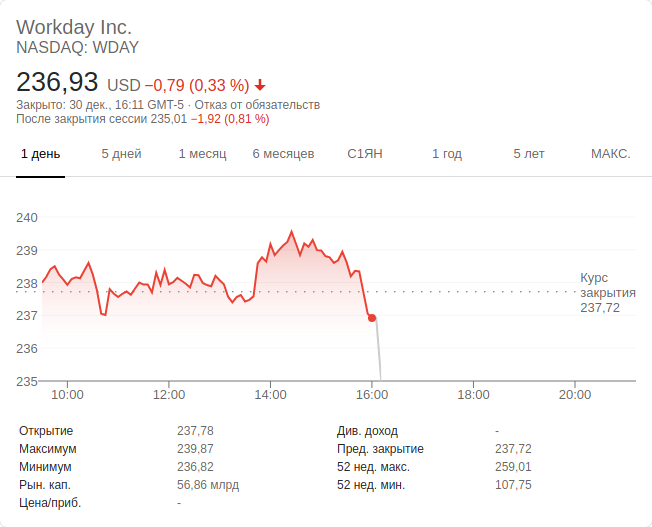 Workday Inc.
NASDAQ: WDAY
236,93 USD −0,79 (0,33 %)
Закрыто: 30 дек., 16:11 GMT-5 · Отказ от обязательств
После закрытия сессии 235,01 −1,92 (0,81 %)
1 день 5 дней 1 месяц 6 месяцев С1ЯН 1 год 5 лет МАКС.
240
239
238
237
236
235
Курс
закрытия
237,72
10:00 12:00 14:00 16:00 18:00 20:00
Открытие 237,78 Див. доход -
Максимум 239,87 Пред. закрытие 237,72
Минимум 236,82 52 нед. макс. 259,01
Рын. кап. 56,86 млрд 52 нед. мин. 107,75
Цена/приб. -